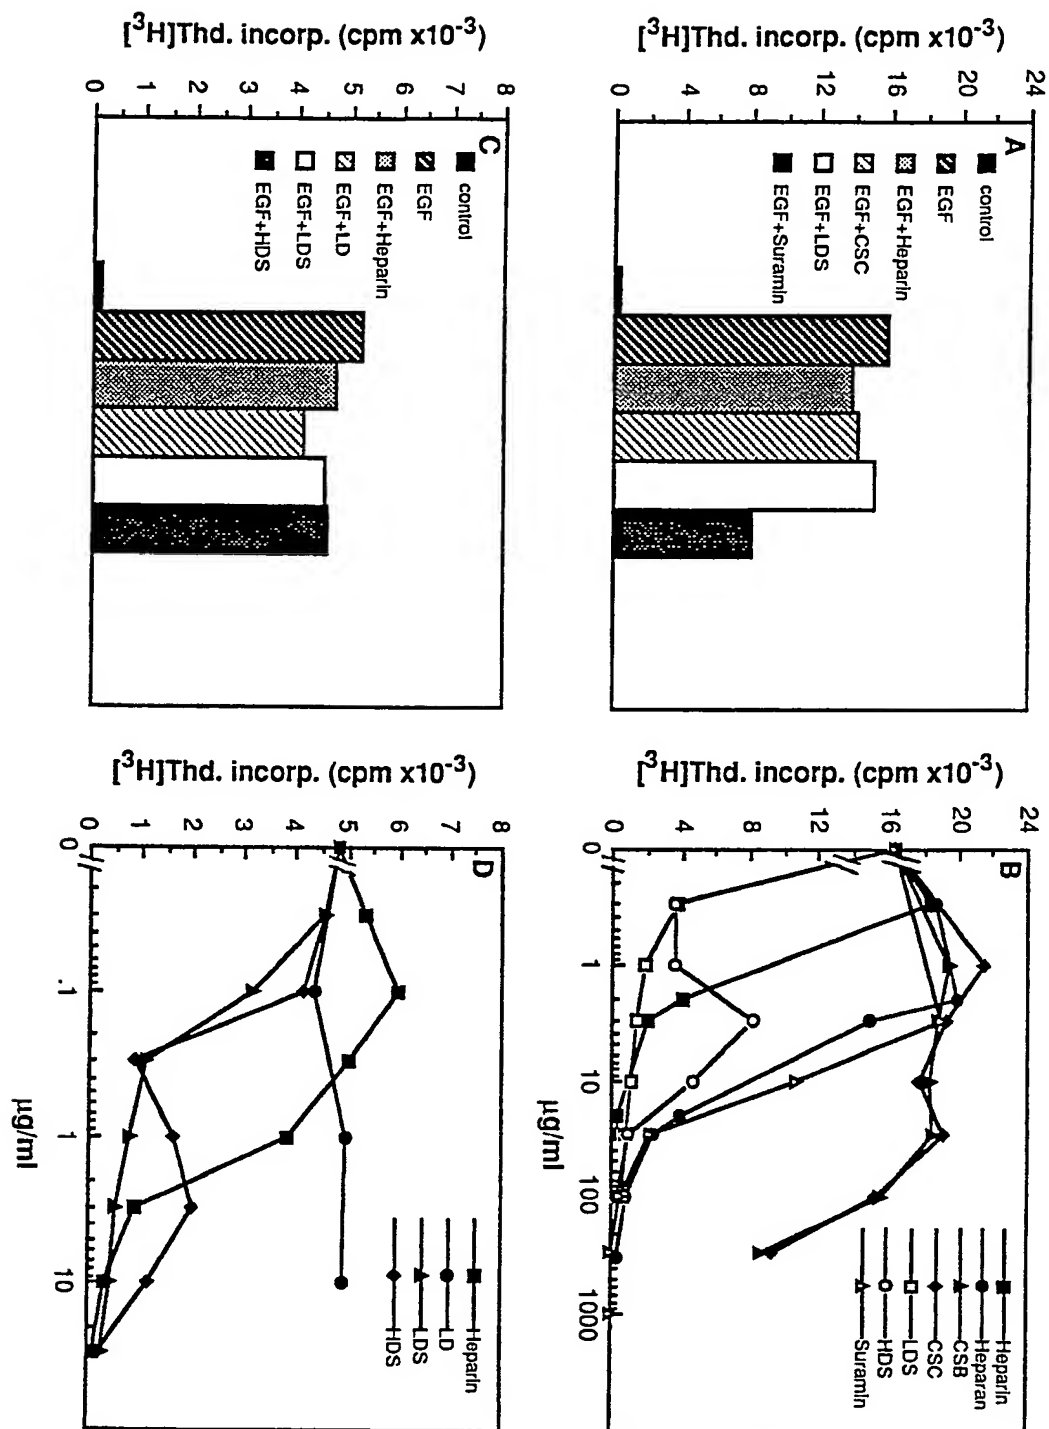 A
[³H]Thd. incorp. (cpm x10⁻³)
24
20
16
12
8
4
0
control
EGF
EGF+Heparin
EGF+CSC
EGF+LDS
EGF+Suramin
B
[³H]Thd. incorp. (cpm x10⁻³)
24
20
16
12
8
4
0
0
1
10
100
1000
µg/ml
Heparin
Heparan
CSB
CSC
LDS
HDS
Suramin
C
[³H]Thd. incorp. (cpm x10⁻³)
8
7
6
5
4
3
2
1
0
control
EGF
EGF+Heparin
EGF+LD
EGF+LDS
EGF+HDS
D
[³H]Thd. incorp. (cpm x10⁻³)
8
7
6
5
4
3
2
1
0
0
.1
1
10
µg/ml
Heparin
LD
LDS
HDS